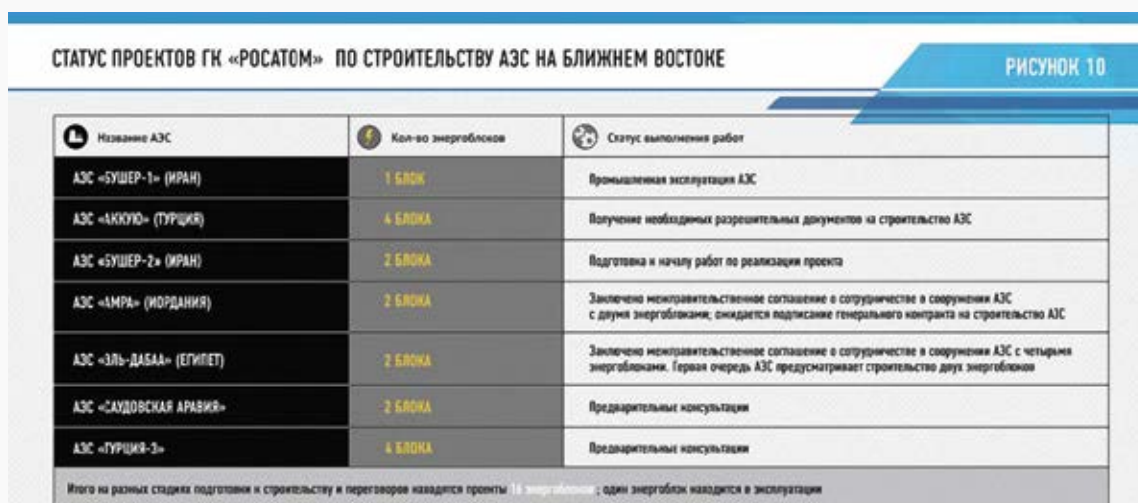 СТАТУС ПРОЕКТОВ ГК «РОСАТОМ» ПО СТРОИТЕЛЬСТВУ АЭС НА БЛИЖНЕМ ВОСТОКЕ
РИСУНОК 10
Название АЭС Кол-во энергоблоков Статус выполнения работ
АЭС «БУШЕР-1» (ИРАН) 1 БЛОК Промышленная эксплуатация АЭС
АЭС «АККУЮ» (ТУРЦИЯ) 4 БЛОКА Получение необходимых разрешительных документов на строительство АЭС
АЭС «БУШЕР-2» (ИРАН) 2 БЛОКА Подготовка к началу работ по реализации проекта
АЭС «АМРА» (ИОРДАНИЯ) 2 БЛОКА Заключено межправительственное соглашение о сотрудничестве в сооружении АЭС
с двумя энергоблоками; ожидается подписание генерального контракта на строительство АЭС
АЭС «ЭЛЬ-ДАБАА» (ЕГИПЕТ) 2 БЛОКА Заключено межправительственное соглашение о сотрудничестве в сооружении АЭС с четырьмя
энергоблоками. Первая очередь АЭС предусматривает строительство двух энергоблоков
АЭС «САУДОВСКАЯ АРАВИЯ» 2 БЛОКА Предварительные консультации
АЭС «ТУРЦИЯ-3» 4 БЛОКА Предварительные консультации
Итого на разных стадиях подготовки к строительству и переговоров находятся проекты 16 энергоблоков ; один энергоблок находится в эксплуатации